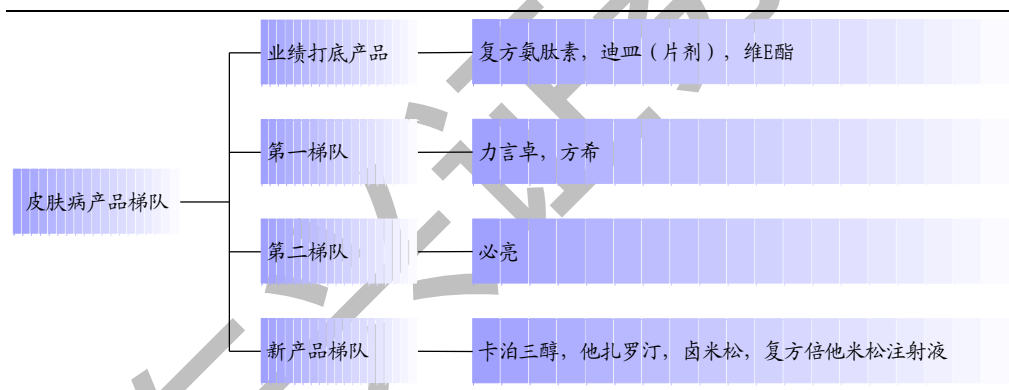 业绩打底产品
复方氨肽素，迪皿（片剂），维E酯
第一梯队
力言卓，方希
皮肤病产品梯队
第二梯队
必亮
新产品梯队
卡泊三醇，他扎罗汀，卤米松，复方倍他米松注射液